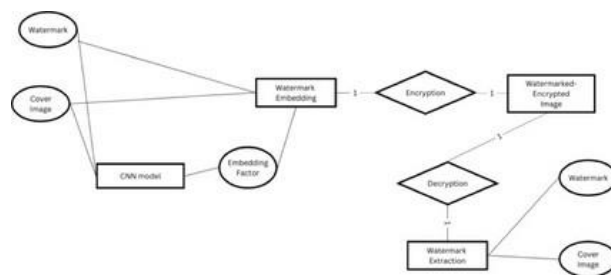 Watermark
Cover
Image
CNN model
Embedding
Factor
Watermark
Embedding
1
Encryption
1
Watermarked-
Encrypted
Image
1
Decryption
1
Watermark
Extraction
Watermark
Cover
Image